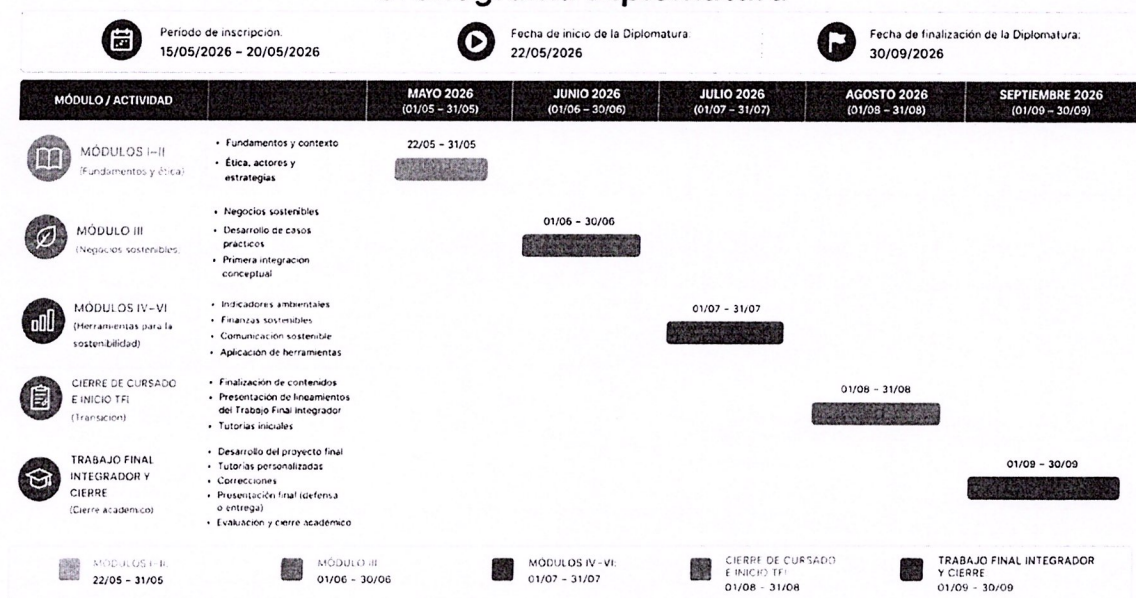 Período de inscripción:
15/05/2026 – 20/05/2026
Fecha de inicio de la Diplomatura:
22/05/2026
Fecha de finalización de la Diplomatura:
30/09/2026
MÓDULO / ACTIVIDAD
MAYO 2026
(01/05 – 31/05)
JUNIO 2026
(01/06 – 30/06)
JULIO 2026
(01/07 – 31/07)
AGOSTO 2026
(01/08 – 31/08)
SEPTIEMBRE 2026
(01/09 – 30/09)
MÓDULOS I–II
(Fundamentos y ética)
• Fundamentos y contexto
• Ética, actores y
estrategias
22/05 – 31/05
MÓDULO III
(Negocios sostenibles)
• Negocios sostenibles
• Desarrollo de casos
prácticos
• Primera integración
conceptual
01/06 – 30/06
MÓDULOS IV–VI
(Herramientas para la
sostenibilidad)
• Indicadores ambientales
• Finanzas sostenibles
• Comunicación sostenible
• Aplicación de herramientas
01/07 – 31/07
CIERRE DE CURSADO
E INICIO TFI
(Transición)
• Finalización de contenidos
• Presentación de lineamientos
del Trabajo Final Integrador
• Tutorías iniciales
01/08 – 31/08
TRABAJO FINAL
INTEGRADOR Y
CIERRE
(Cierre académico)
• Desarrollo del proyecto final
• Tutorías personalizadas
• Correcciones
• Presentación final (defensa
o entrega)
• Evaluación y cierre académico
01/09 – 30/09
MÓDULOS I–II:
22/05 – 31/05
MÓDULO III
01/06 – 30/06
MÓDULOS IV–VI:
01/07 – 31/07
CIERRE DE CURSADO
E INICIO TFI
01/08 – 31/08
TRABAJO FINAL INTEGRADOR
Y CIERRE
01/09 – 30/09